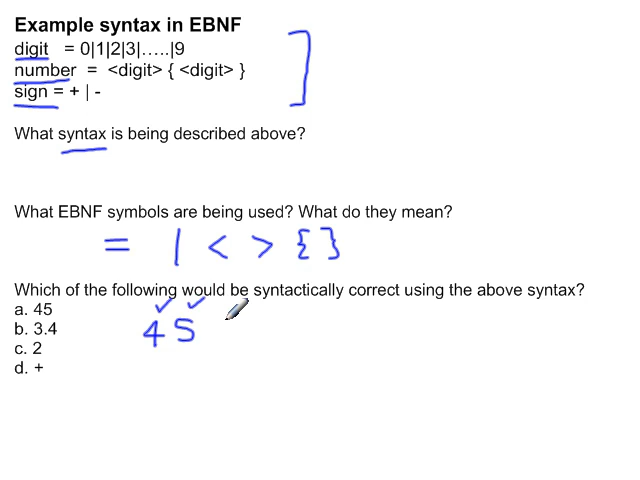 Example syntax in EBNF
digit = 0|1|2|3|.....|9
number = <digit> { <digit> }
sign = + | -
What syntax is being described above?
What EBNF symbols are being used? What do they mean?
= | < > { }
Which of the following would be syntactically correct using the above syntax?
a. 45
b. 3.4
4 5
c. 2
d. +